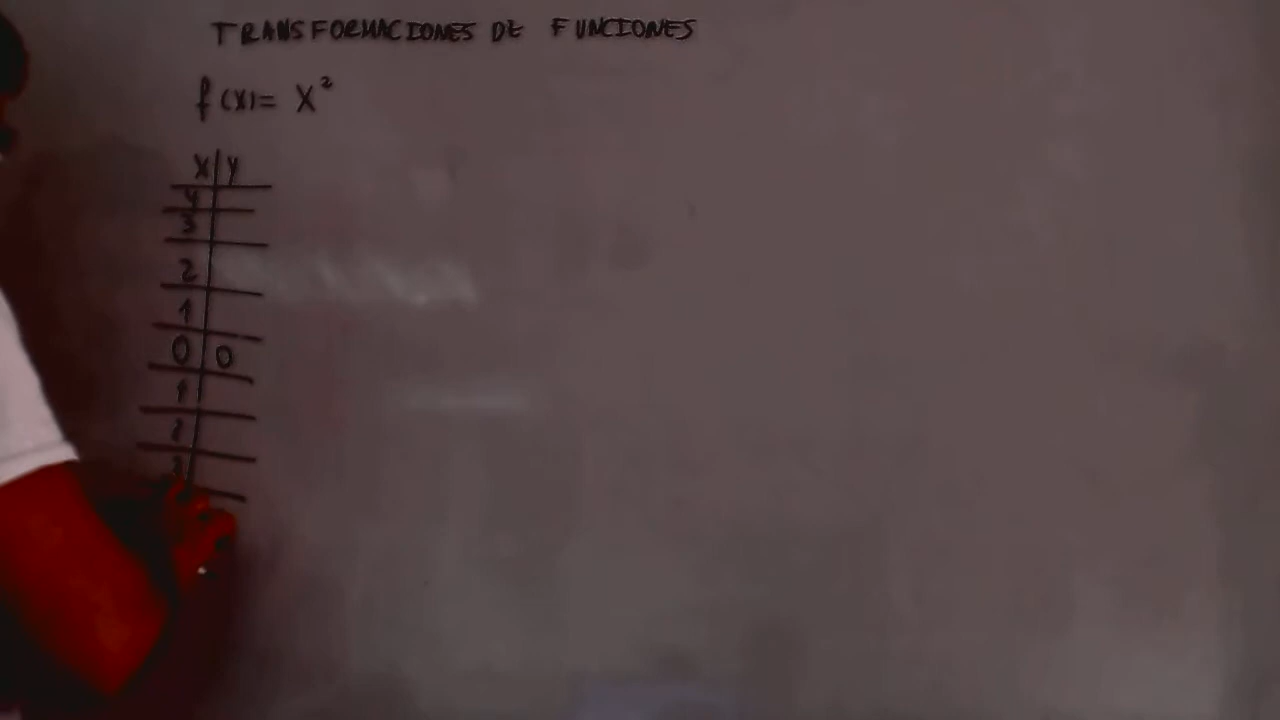 TRANSFORMACIONES DE FUNCIONES
f(x)= x²
x y
4
3
2
1
0 0
1
2
3